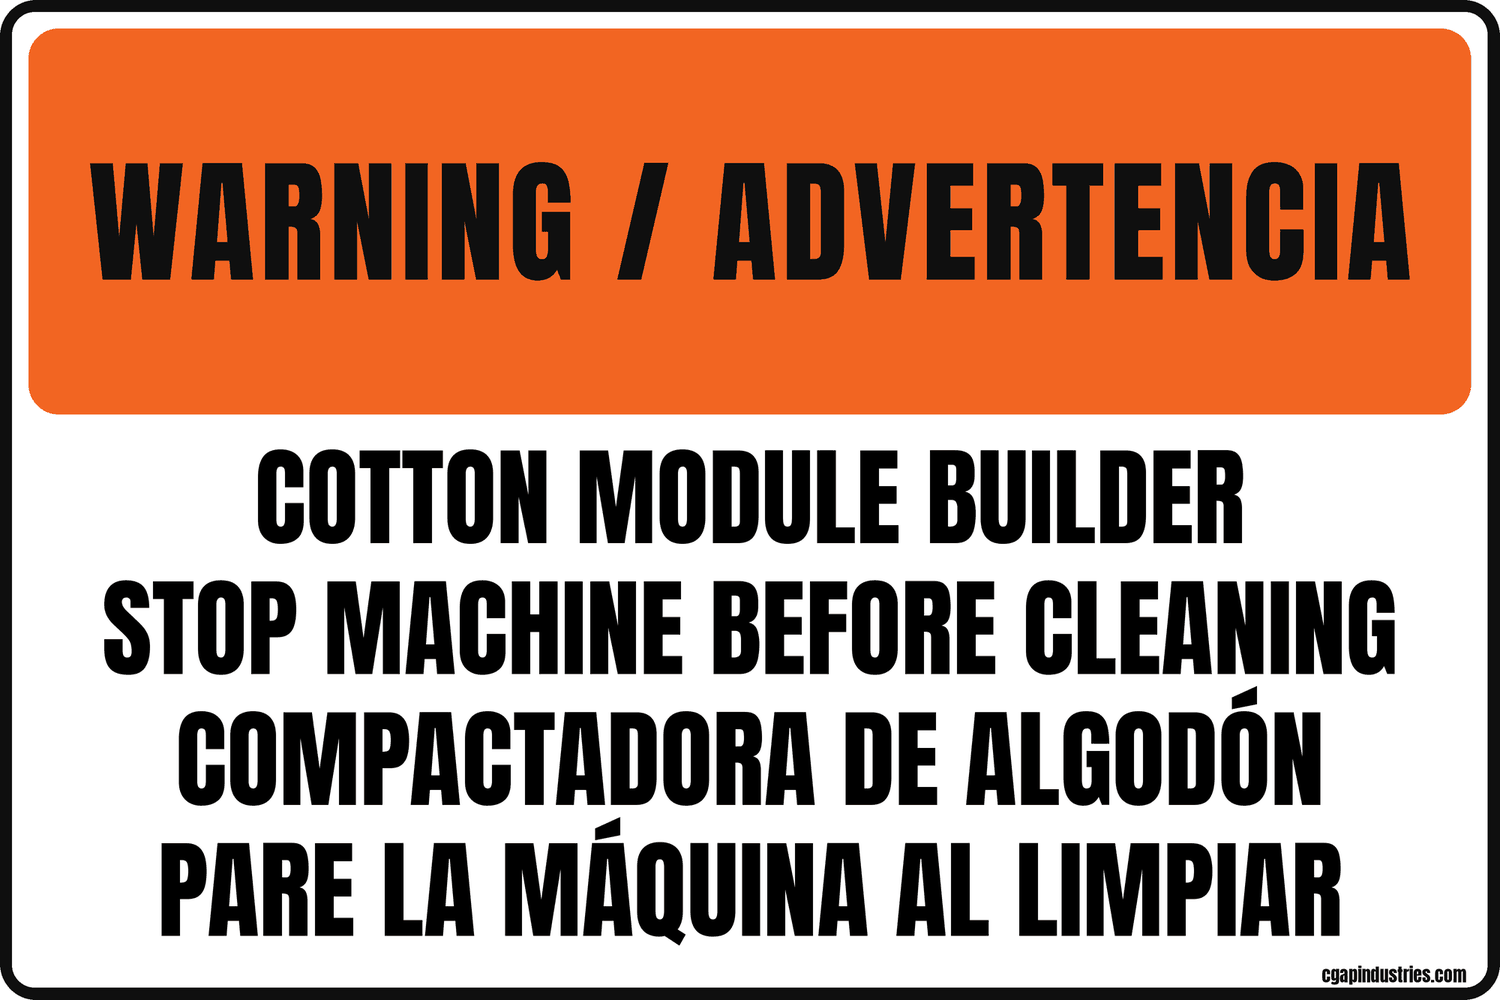 WARNING / ADVERTENCIA
COTTON MODULE BUILDER
STOP MACHINE BEFORE CLEANING
COMPACTADORA DE ALGODÓN
PARE LA MÁQUINA AL LIMPIAR
cgapindustries.com